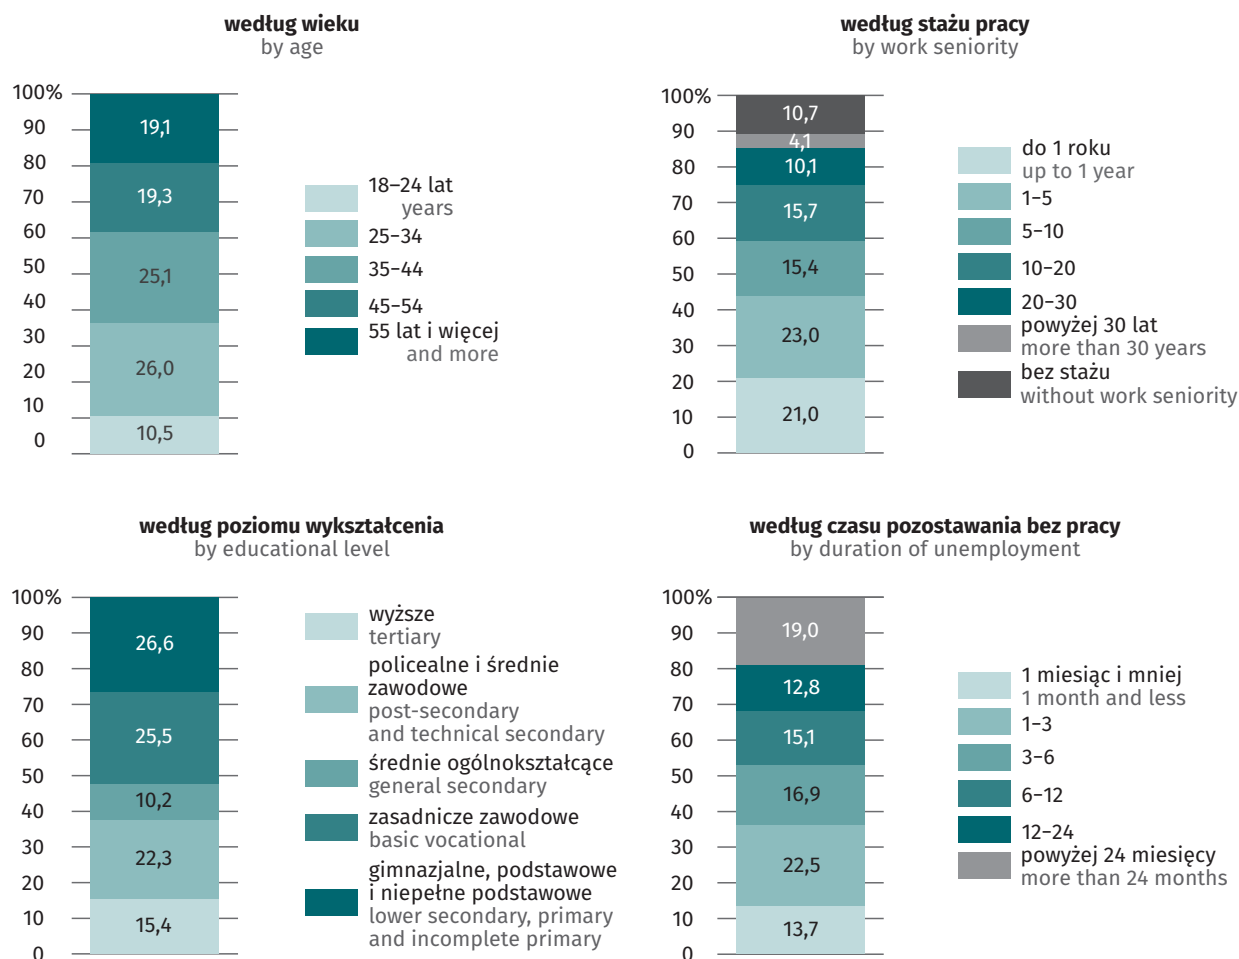 według wieku
by age
100%
90
80
70
60
50
40
30
20
10
0
19,1
19,3
25,1
26,0
10,5
18–24 lat
years
25–34
35–44
45–54
55 lat i więcej
and more
według stażu pracy
by work seniority
100%
90
80
70
60
50
40
30
20
10
0
10,7
4,1
10,1
15,7
15,4
23,0
21,0
do 1 roku
up to 1 year
1–5
5–10
10–20
20–30
powyżej 30 lat
more than 30 years
bez stażu
without work seniority
według poziomu wykształcenia
by educational level
100%
90
80
70
60
50
40
30
20
10
0
26,6
25,5
10,2
22,3
15,4
wyższe
tertiary
policealne i średnie
zawodowe
post-secondary
and technical secondary
średnie ogólnokształcące
general secondary
zasadnicze zawodowe
basic vocational
gimnazjalne, podstawowe
i niepełne podstawowe
lower secondary, primary
and incomplete primary
według czasu pozostawania bez pracy
by duration of unemployment
100%
90
80
70
60
50
40
30
20
10
0
19,0
12,8
15,1
16,9
22,5
13,7
1 miesiąc i mniej
1 month and less
1–3
3–6
6–12
12–24
powyżej 24 miesięcy
more than 24 months